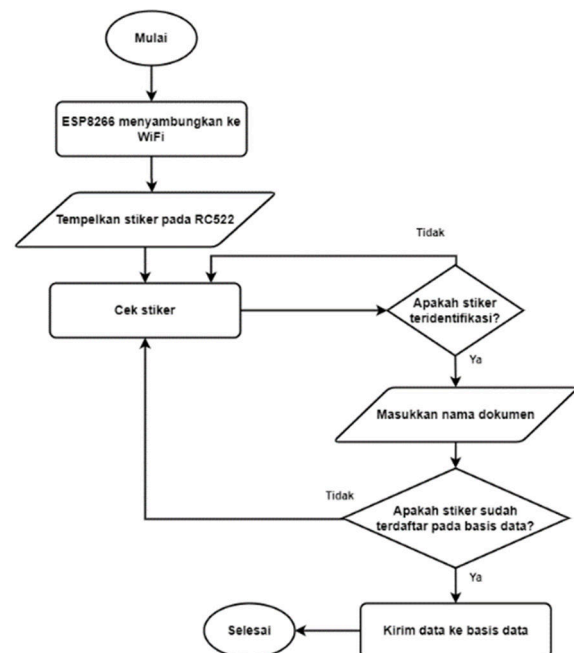 Mulai
ESP8266 menyambungkan ke
WiFi
Tempelkan stiker pada RC522
Tidak
Cek stiker
Apakah stiker
teridentifikasi?
Ya
Masukkan nama dokumen
Tidak
Apakah stiker sudah
terdaftar pada basis data?
Ya
Kirim data ke basis data
Selesai